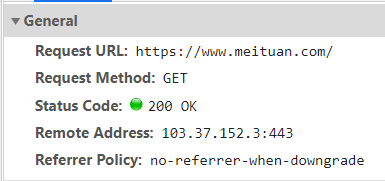 General
Request URL: https://www.meituan.com/
Request Method: GET
Status Code: 200 OK
Remote Address: 103.37.152.3:443
Referrer Policy: no-referrer-when-downgrade